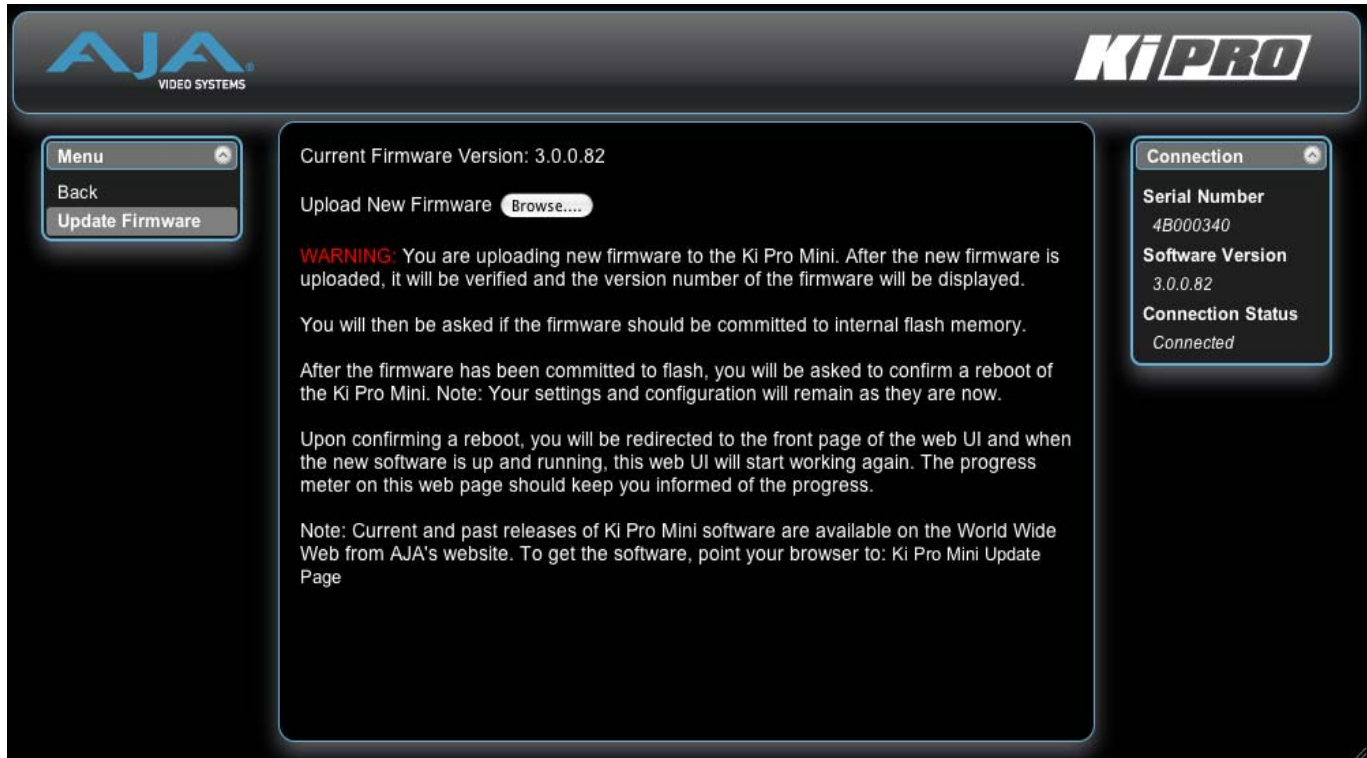 AJA
VIDEO SYSTEMS
Ki PRO
Menu
Back
Update Firmware
Current Firmware Version: 3.0.0.82
Upload New Firmware Browse....
WARNING: You are uploading new firmware to the Ki Pro Mini. After the new firmware is
uploaded, it will be verified and the version number of the firmware will be displayed.
You will then be asked if the firmware should be committed to internal flash memory.
After the firmware has been committed to flash, you will be asked to confirm a reboot of
the Ki Pro Mini. Note: Your settings and configuration will remain as they are now.
Upon confirming a reboot, you will be redirected to the front page of the web UI and when
the new software is up and running, this web UI will start working again. The progress
meter on this web page should keep you informed of the progress.
Note: Current and past releases of Ki Pro Mini software are available on the World Wide
Web from AJA's website. To get the software, point your browser to: Ki Pro Mini Update
Page
Connection
Serial Number
4B000340
Software Version
3.0.0.82
Connection Status
Connected